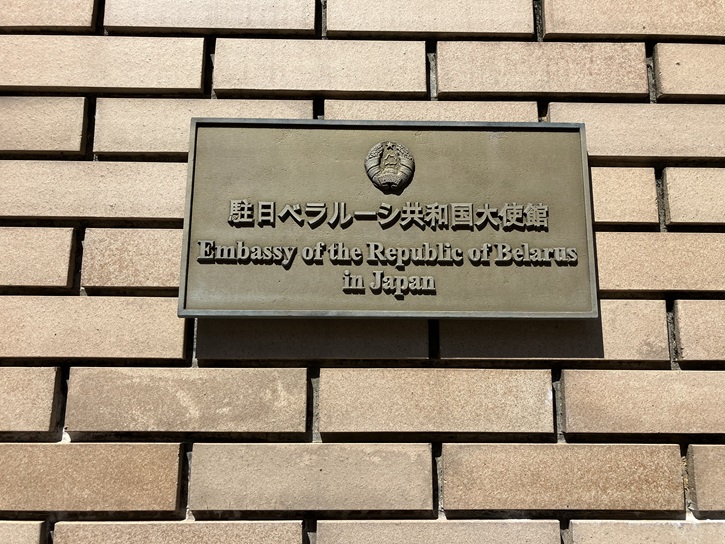 駐日ベラルーシ共和国大使館
Embassy of the Republic of Belarus
in Japan